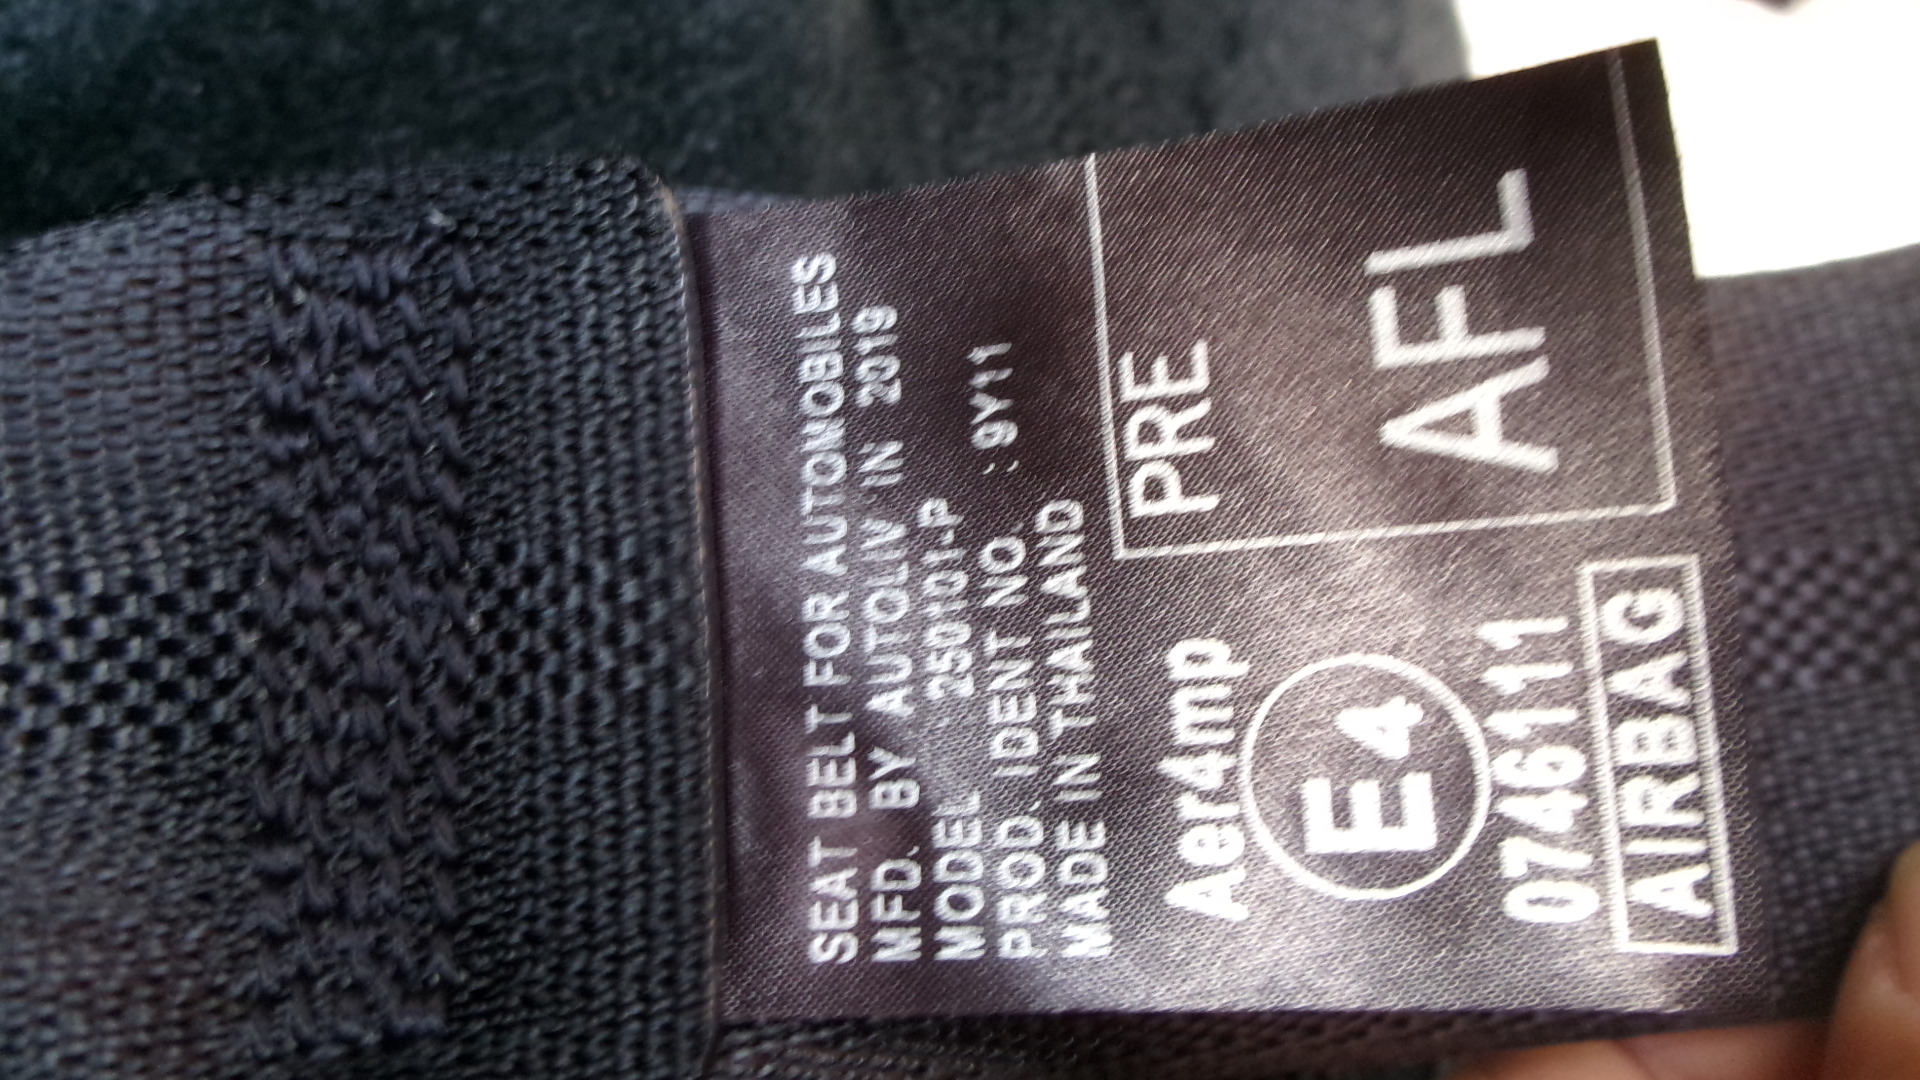 SEAT BELT FOR AUTOMOBILES
MFD. BY AUTOLIV IN 2019
MODEL 250101-P
PROD. IDENT NO. : 9Y11
MADE IN THAILAND
Aer4mp
E4
0746111
AIRBAG
PRE
AFL